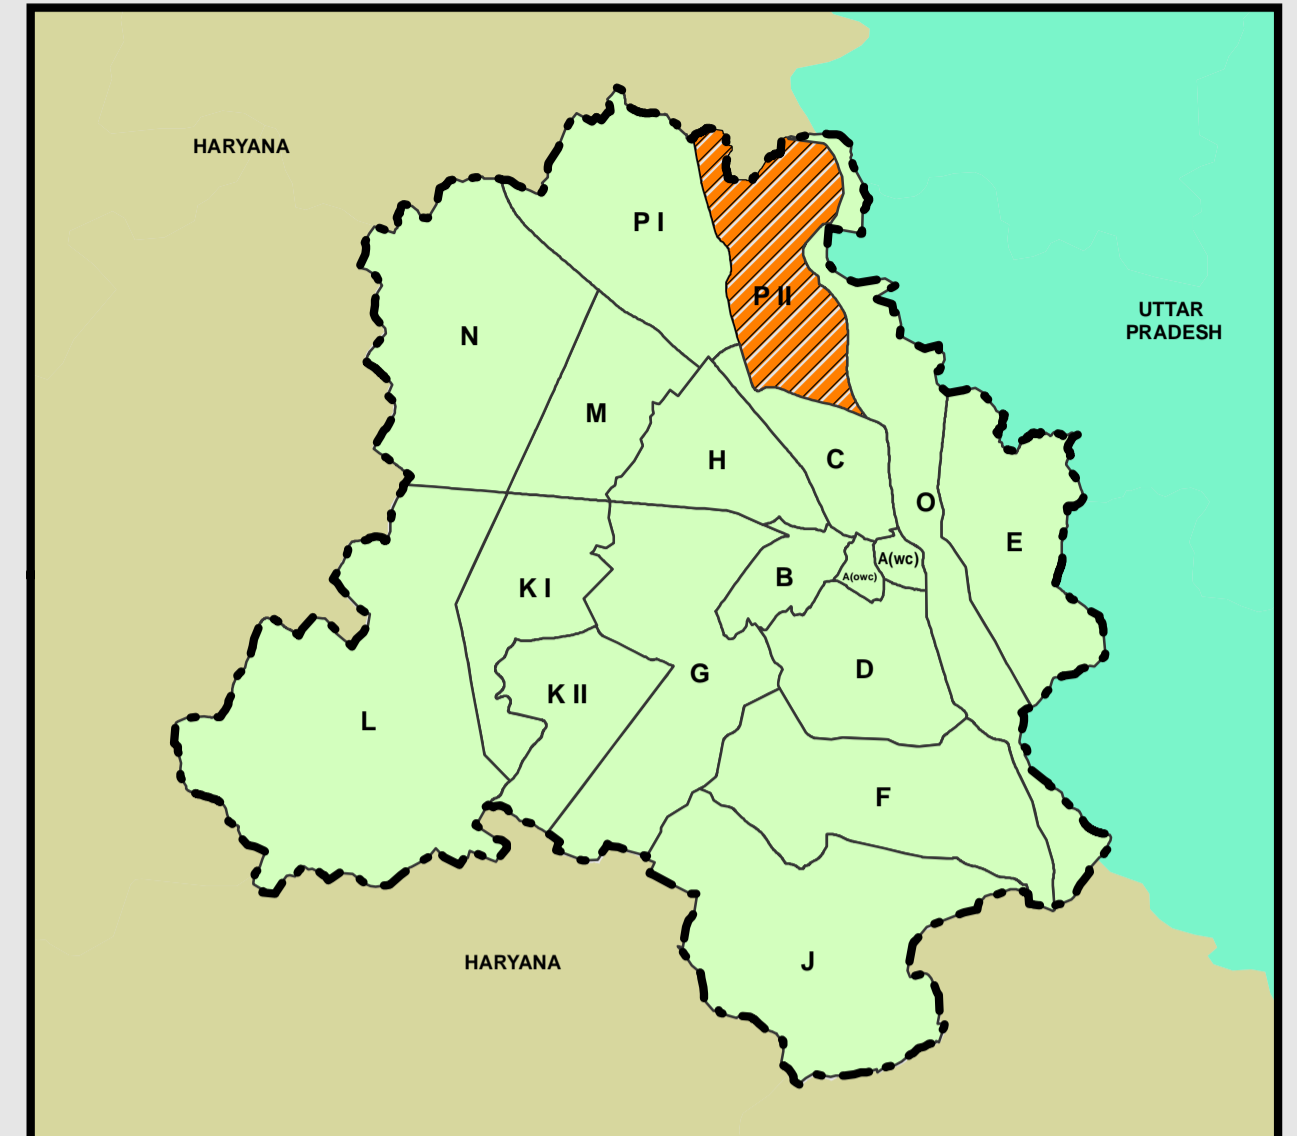 HARYANA
P I
P II
UTTAR
PRADESH
N
M
H
C
O
E
A(wc)
A(owc)
B
K I
G
D
K II
L
F
J
HARYANA